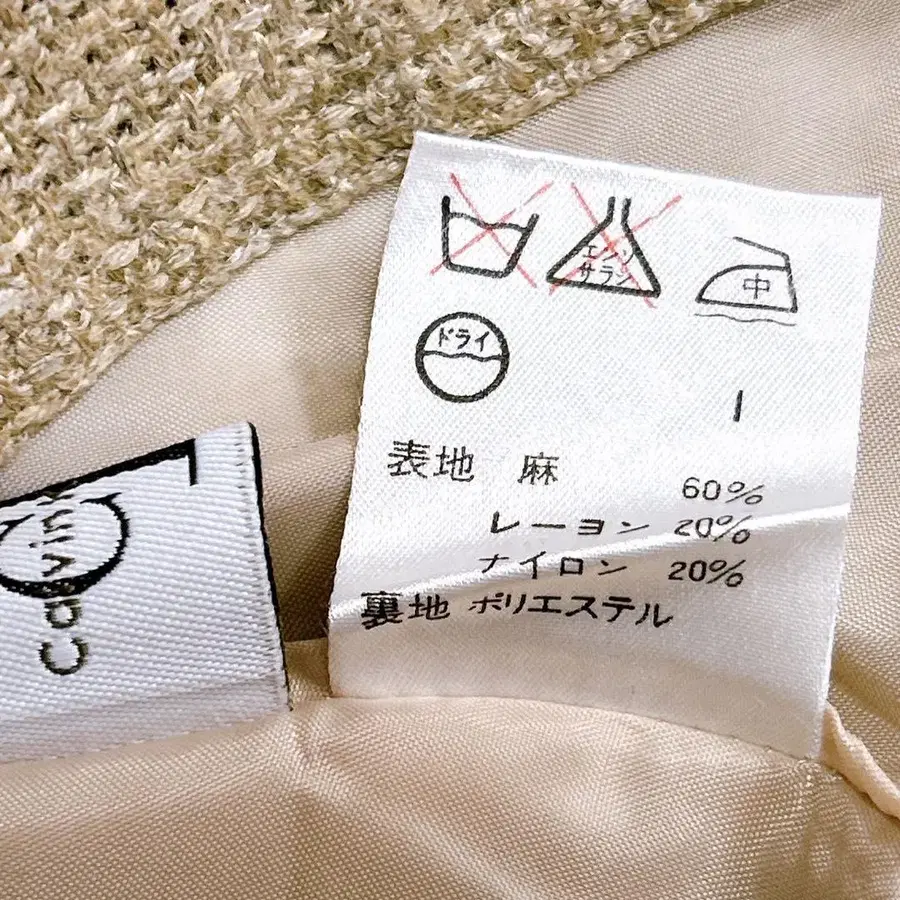 エンソ
サラシ
中
ドライ
I
表地 麻 60%
レーヨン 20%
ナイロン 20%
裏地 ポリエステル